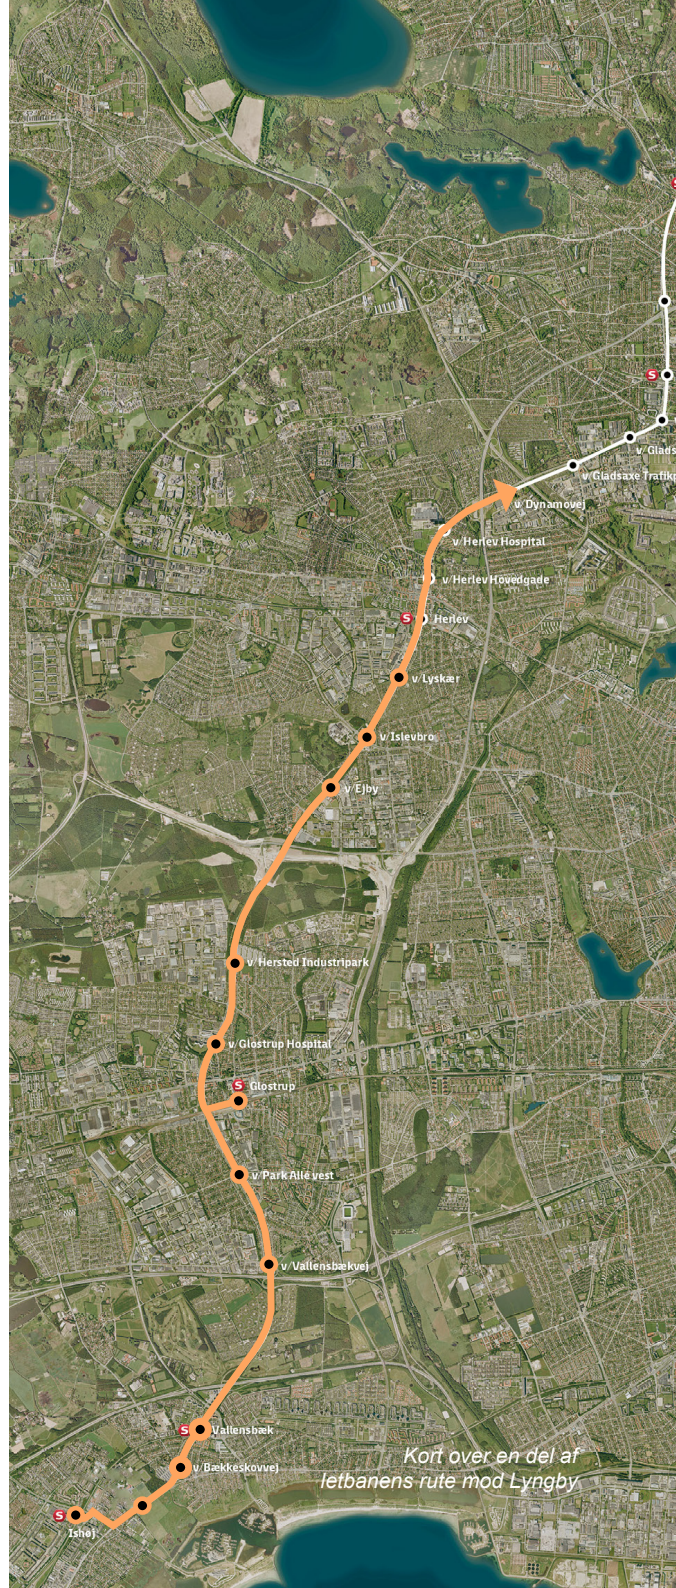 S
S
v/Glads
v/Gladsaxe Trafikp
v/Dynamovej
v/Herlev Hospital
v/Herlev Hovedgade
S Herlev
v/Lyskær
v/Islevbro
v/Ejby
v/Hersted Industripark
v/Glostrup Hospital
S Glostrup
v/Park Allé vest
v/Vallensbækvej
S Vallensbæk
v/Bækkeskovvej
S
Ishøj
Kort over en del af
letbanens rute mod Lyngby